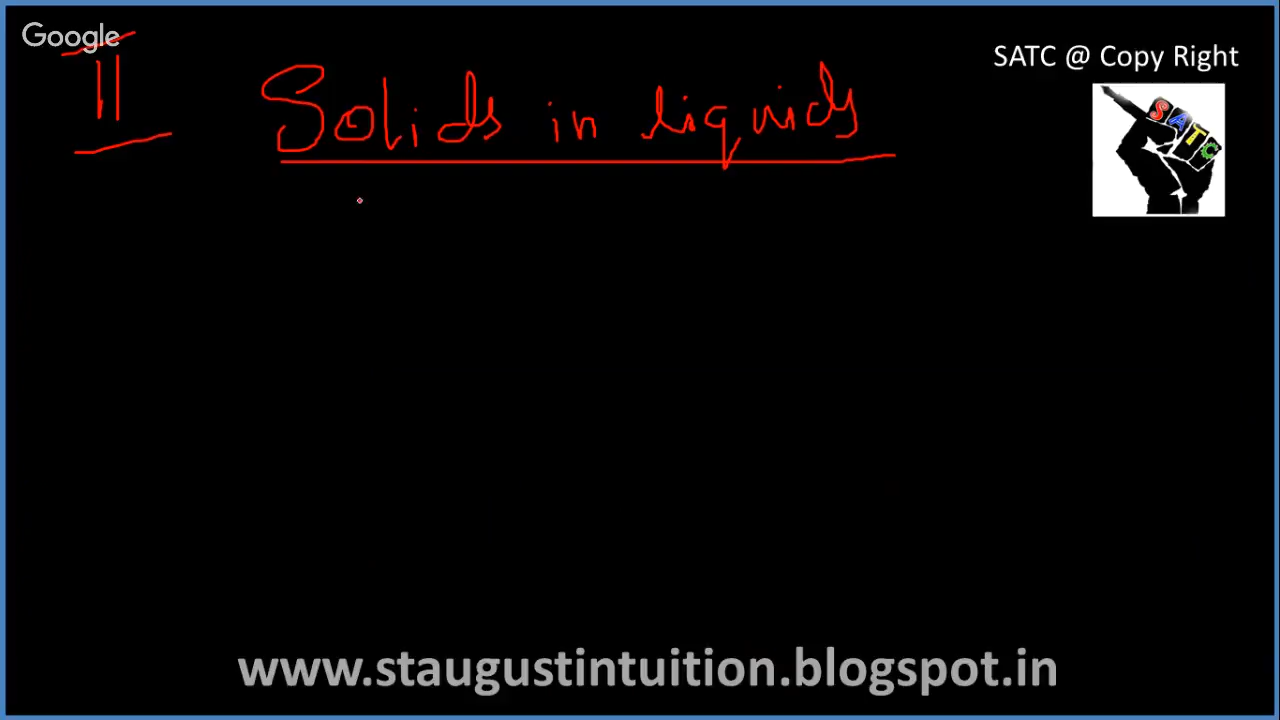 Google
SATC @ Copy Right
II Solids in liquids
SATC
www.staugustintuition.blogspot.in